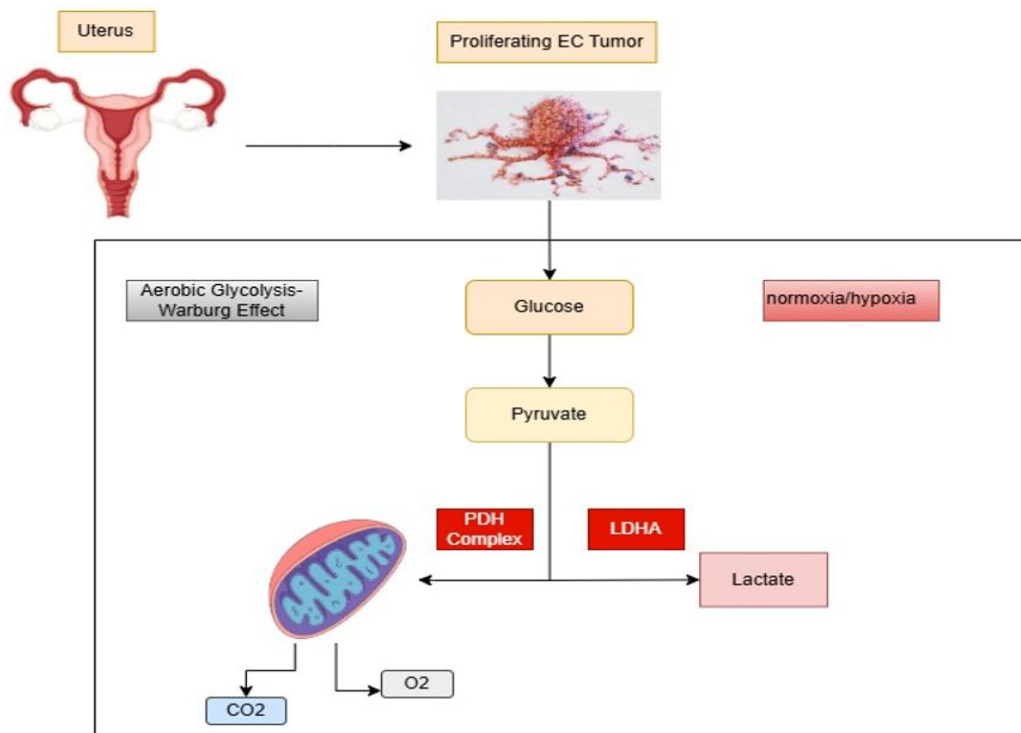 Uterus
Proliferating EC Tumor
Aerobic Glycolysis-
Warburg Effect
Glucose
normoxia/hypoxia
Pyruvate
PDH
Complex
LDHA
Lactate
O2
CO2